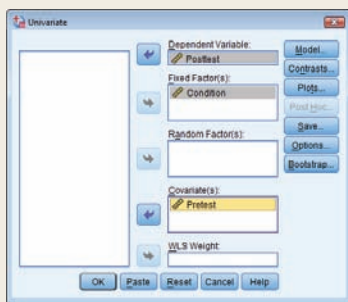 Univariate
Dependent Variable:
Posttest
Fixed Factor(s):
Condition
Random Factor(s):
Covariate(s):
Pretest
WLS Weight:
Model...
Contrasts...
Plots...
Post Hoc...
Save...
Options...
Bootstrap...
OK Paste Reset Cancel Help